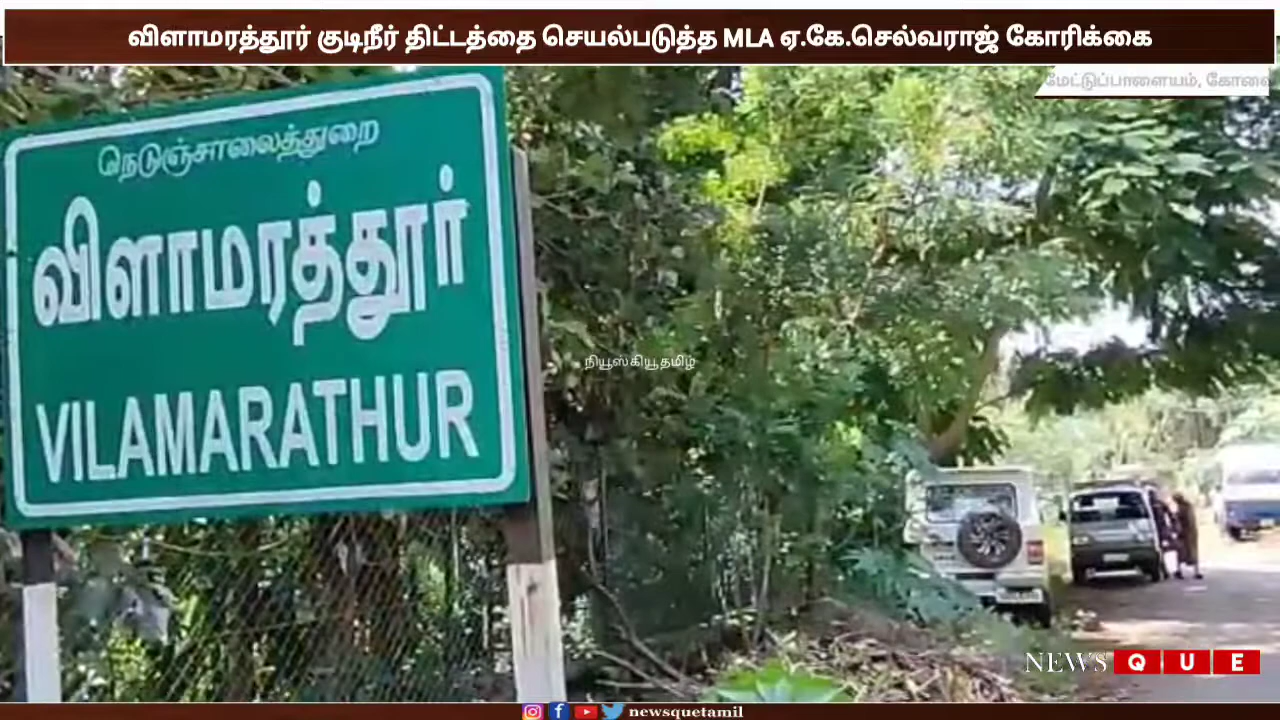 விளாமரத்தூர் குடிநீர் திட்டத்தை செயல்படுத்த MLA ஏ.கே.செல்வராஜ் கோரிக்கை
மேட்டுப்பாளையம், கோவை
நெடுஞ்சாலைத்துறை
விளாமரத்தூர்
VILAMARATHUR
நியூஸ்கியூதமிழ்
NEWS QUE
newsquetamil